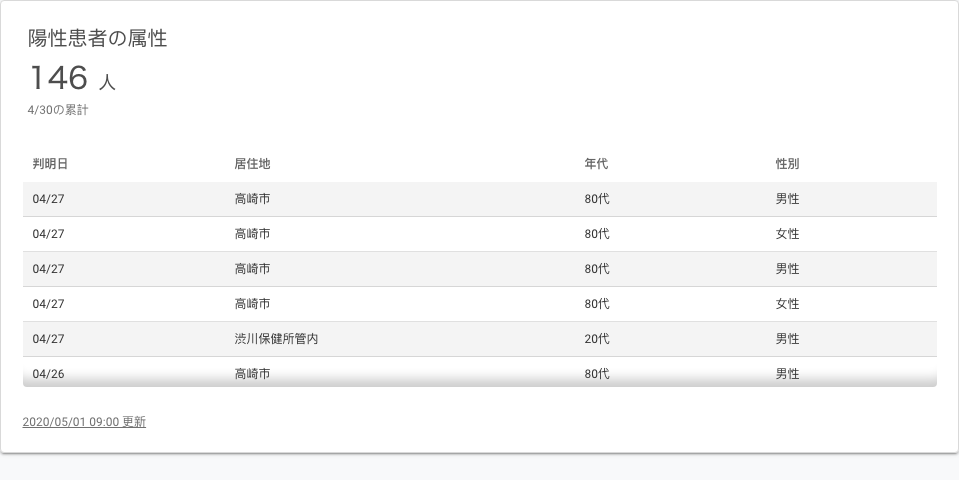 陽性患者の属性
146 人
4/30の累計
判明日 居住地 年代 性別
04/27 高崎市 80代 男性
04/27 高崎市 80代 女性
04/27 高崎市 80代 男性
04/27 高崎市 80代 女性
04/27 渋川保健所管内 20代 男性
04/26 高崎市 80代 男性
2020/05/01 09:00 更新